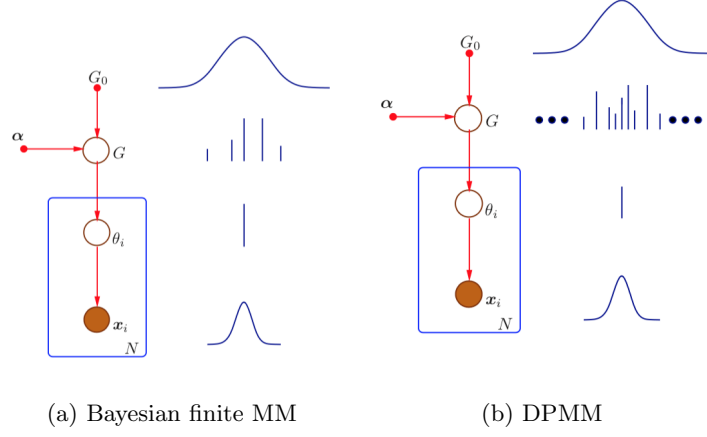 G₀
α
G
θᵢ
xᵢ
N
(a) Bayesian finite MM
G₀
α
G
θᵢ
xᵢ
N
(b) DPMM